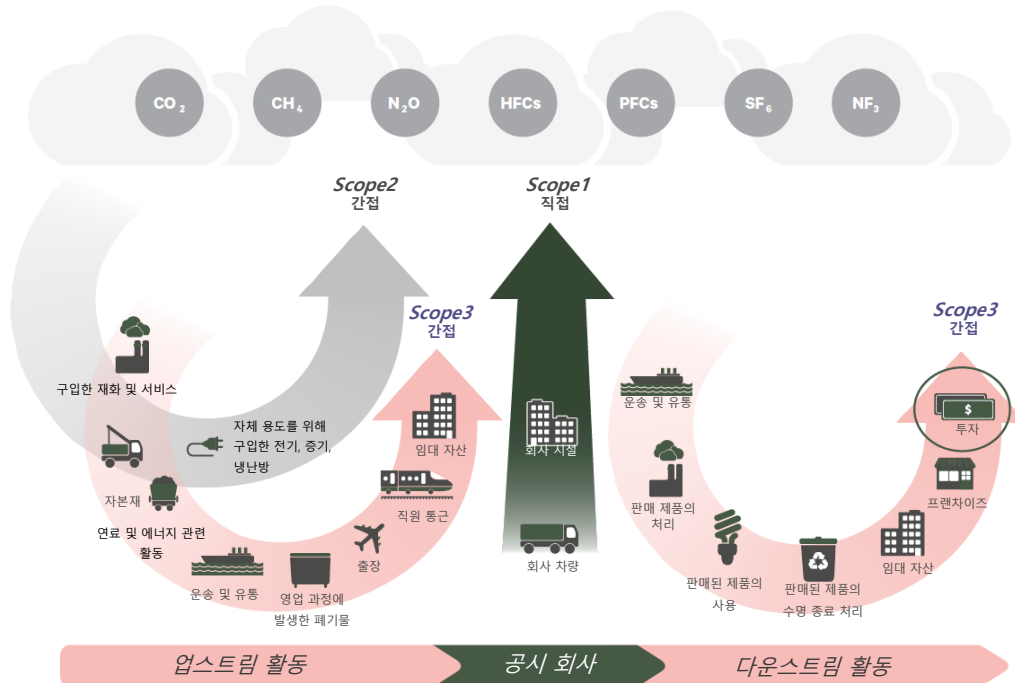 CO2
CH4
N2O
HFCs
PFCs
SF6
NF3
Scope2
간접
Scope1
직접
Scope3
간접
Scope3
간접
구입한 재화 및 서비스
자체 용도를 위해
구입한 전기, 증기,
냉난방
자본재
연료 및 에너지 관련
활동
운송 및 유통
영업 과정에
발생한 폐기물
출장
직원 통근
임대 자산
회사 시설
회사 차량
운송 및 유통
판매 제품의
처리
판매된 제품의
사용
판매된 제품의
수명 종료 처리
임대 자산
프랜차이즈
$
투자
업스트림 활동
공시 회사
다운스트림 활동